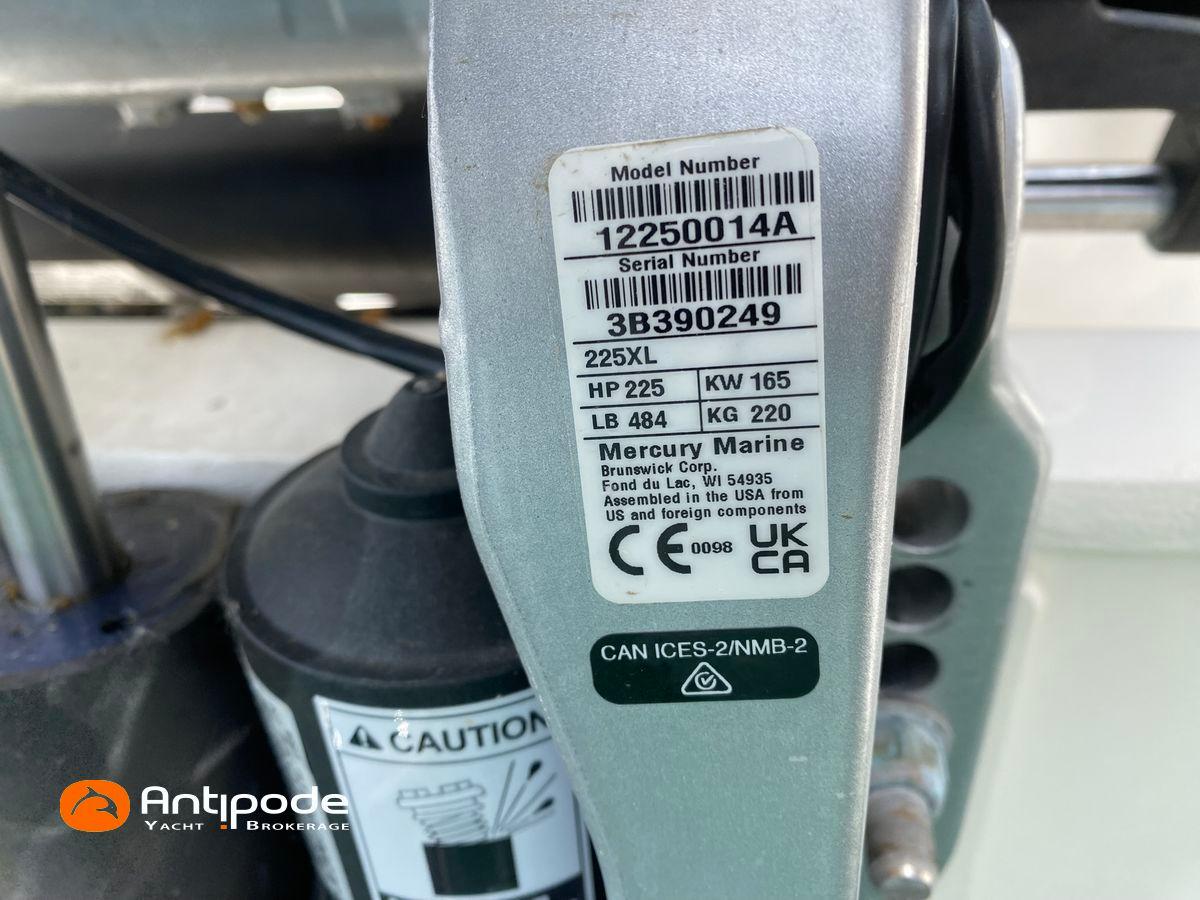 Model Number
12250014A
Serial Number
3B390249
225XL
HP 225 KW 165
LB 484 KG 220
Mercury Marine
Brunswick Corp.
Fond du Lac, WI 54935
Assembled in the USA from
US and foreign components
CE 0098 UK
CA
CAN ICES-2/NMB-2
CAUTION
Antipode
YACHT BROKERAGE